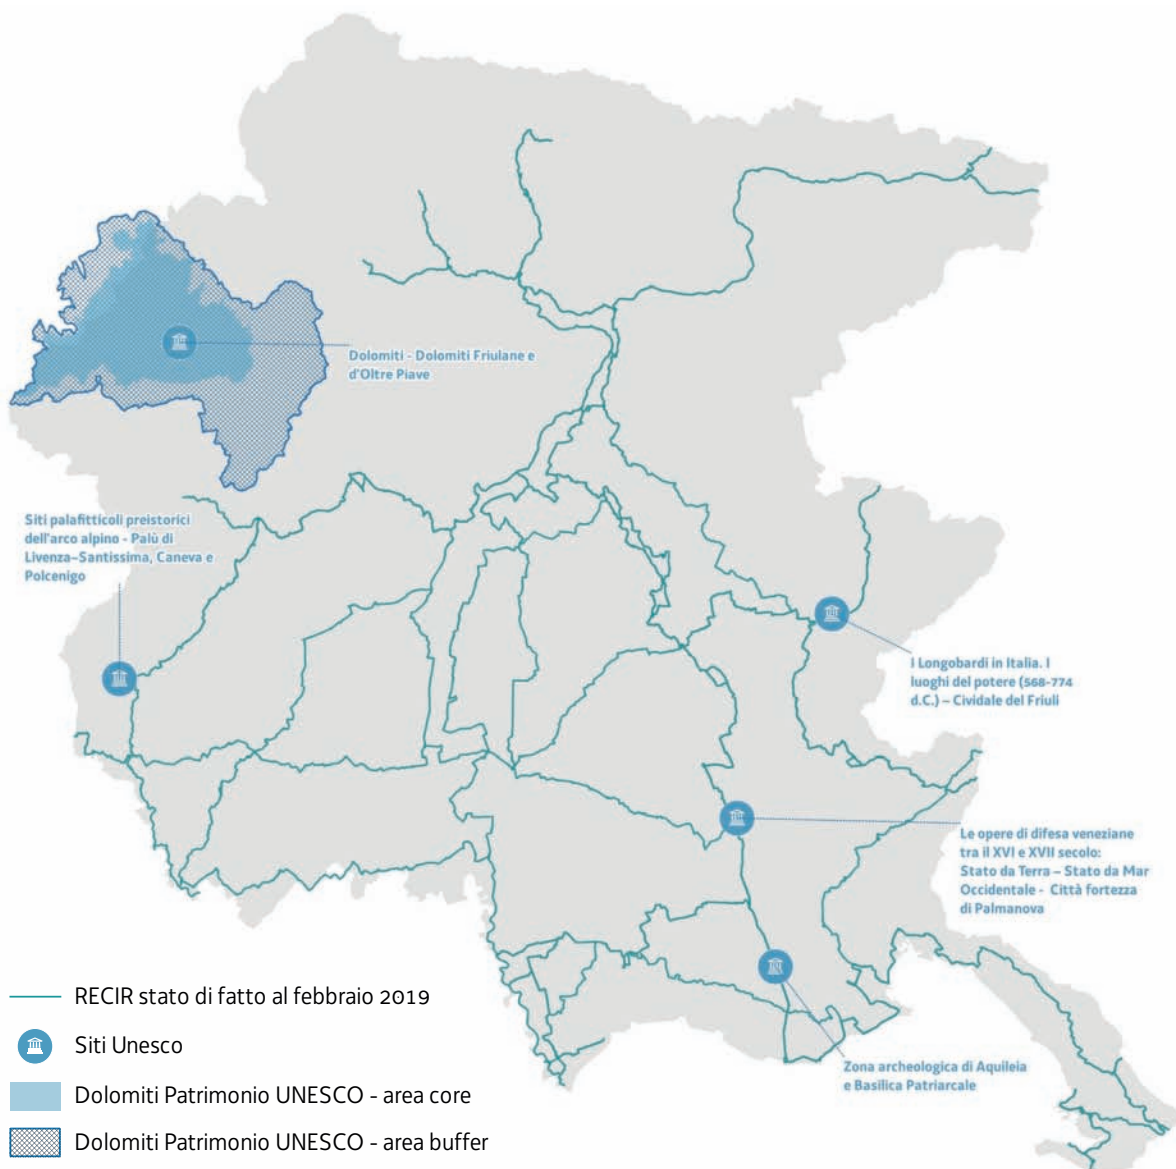 Dolomiti - Dolomiti Friulane e
d'Oltre Piave
Siti palafitticoli preistorici
dell'arco alpino - Palù di
Livenza–Santissima, Caneva e
Polcenigo
I Longobardi in Italia. I
luoghi del potere (568-774
d.C.) – Cividale del Friuli
Le opere di difesa veneziane
tra il XVI e XVII secolo:
Stato da Terra – Stato da Mar
Occidentale - Città fortezza
di Palmanova
Zona archeologica di Aquileia
e Basilica Patriarcale
RECIR stato di fatto al febbraio 2019
Siti Unesco
Dolomiti Patrimonio UNESCO - area core
Dolomiti Patrimonio UNESCO - area buffer